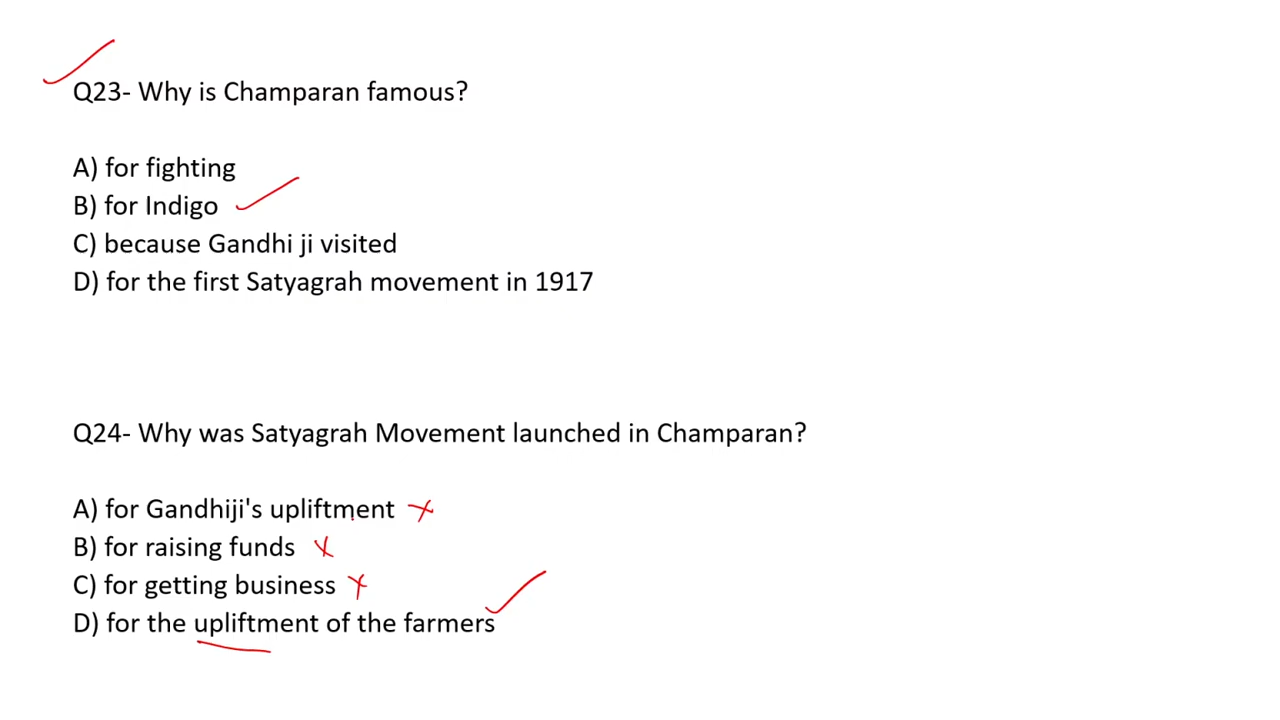 Q23- Why is Champaran famous?
A) for fighting
B) for Indigo
C) because Gandhi ji visited
D) for the first Satyagrah movement in 1917
Q24- Why was Satyagrah Movement launched in Champaran?
A) for Gandhiji's upliftment
B) for raising funds
C) for getting business
D) for the upliftment of the farmers